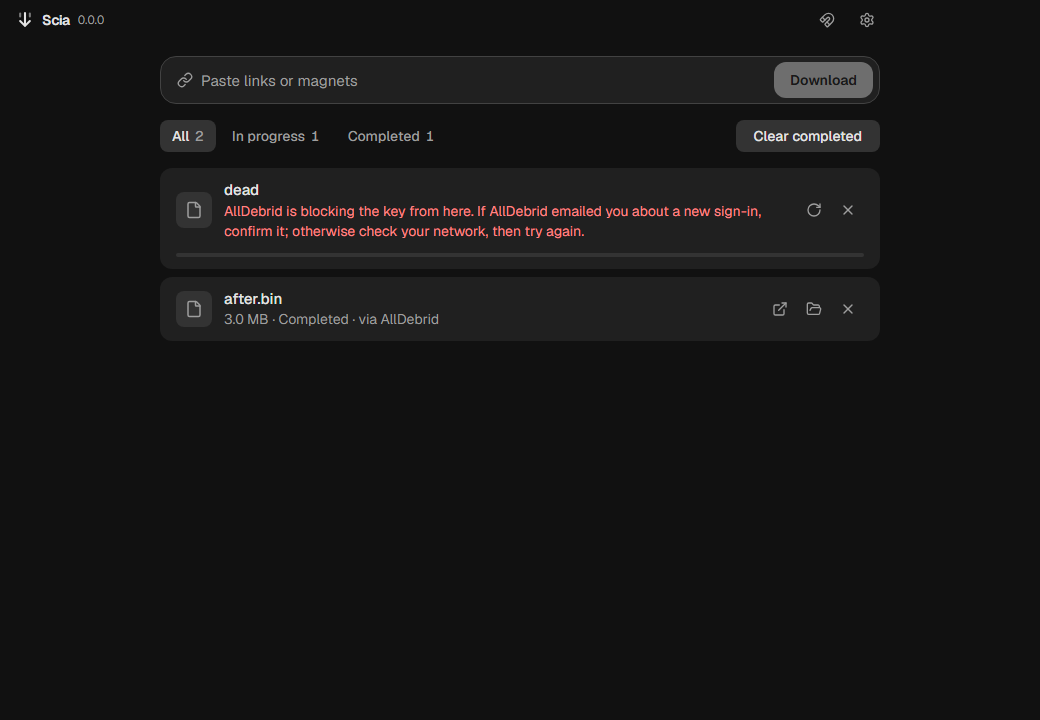 Scia 0.0.0
Paste links or magnets
Download
All 2
In progress 1
Completed 1
Clear completed
dead
AllDebrid is blocking the key from here. If AllDebrid emailed you about a new sign-in,
confirm it; otherwise check your network, then try again.
after.bin
3.0 MB · Completed · via AllDebrid